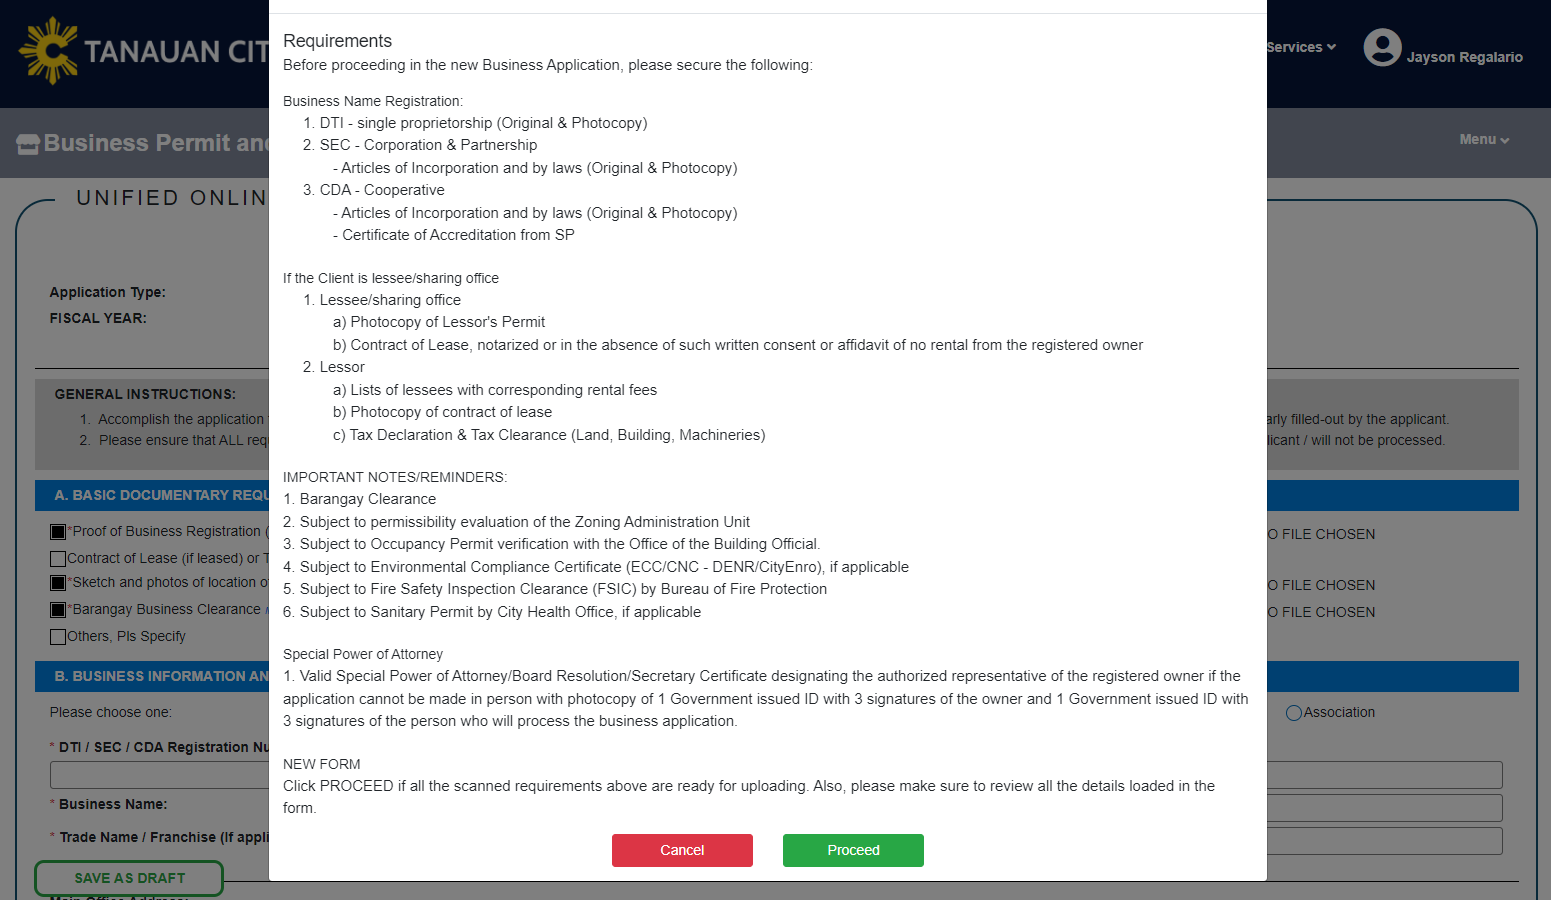 TANAUAN CIT
Services
Jayson Regalario
Business Permit and
Menu
UNIFIED ONLIN
Application Type:
FISCAL YEAR:
GENERAL INSTRUCTIONS:
1. Accomplish the application
arly filled-out by the applicant.
2. Please ensure that ALL req
licant / will not be processed.
A. BASIC DOCUMENTARY REQU
*Proof of Business Registration (
O FILE CHOSEN
Contract of Lease (if leased) or T
*Sketch and photos of location o
O FILE CHOSEN
*Barangay Business Clearance
O FILE CHOSEN
Others, Pls Specify
B. BUSINESS INFORMATION AN
Please choose one:
Association
* DTI / SEC / CDA Registration Nu
* Business Name:
* Trade Name / Franchise (If appli
SAVE AS DRAFT
Main Office Address:
Requirements
Before proceeding in the new Business Application, please secure the following:
Business Name Registration:
1. DTI - single proprietorship (Original & Photocopy)
2. SEC - Corporation & Partnership
- Articles of Incorporation and by laws (Original & Photocopy)
3. CDA - Cooperative
- Articles of Incorporation and by laws (Original & Photocopy)
- Certificate of Accreditation from SP
If the Client is lessee/sharing office
1. Lessee/sharing office
a) Photocopy of Lessor's Permit
b) Contract of Lease, notarized or in the absence of such written consent or affidavit of no rental from the registered owner
2. Lessor
a) Lists of lessees with corresponding rental fees
b) Photocopy of contract of lease
c) Tax Declaration & Tax Clearance (Land, Building, Machineries)
IMPORTANT NOTES/REMINDERS:
1. Barangay Clearance
2. Subject to permissibility evaluation of the Zoning Administration Unit
3. Subject to Occupancy Permit verification with the Office of the Building Official.
4. Subject to Environmental Compliance Certificate (ECC/CNC - DENR/CityEnro), if applicable
5. Subject to Fire Safety Inspection Clearance (FSIC) by Bureau of Fire Protection
6. Subject to Sanitary Permit by City Health Office, if applicable
Special Power of Attorney
1. Valid Special Power of Attorney/Board Resolution/Secretary Certificate designating the authorized representative of the registered owner if the
application cannot be made in person with photocopy of 1 Government issued ID with 3 signatures of the owner and 1 Government issued ID with
3 signatures of the person who will process the business application.
NEW FORM
Click PROCEED if all the scanned requirements above are ready for uploading. Also, please make sure to review all the details loaded in the
form.
Cancel
Proceed